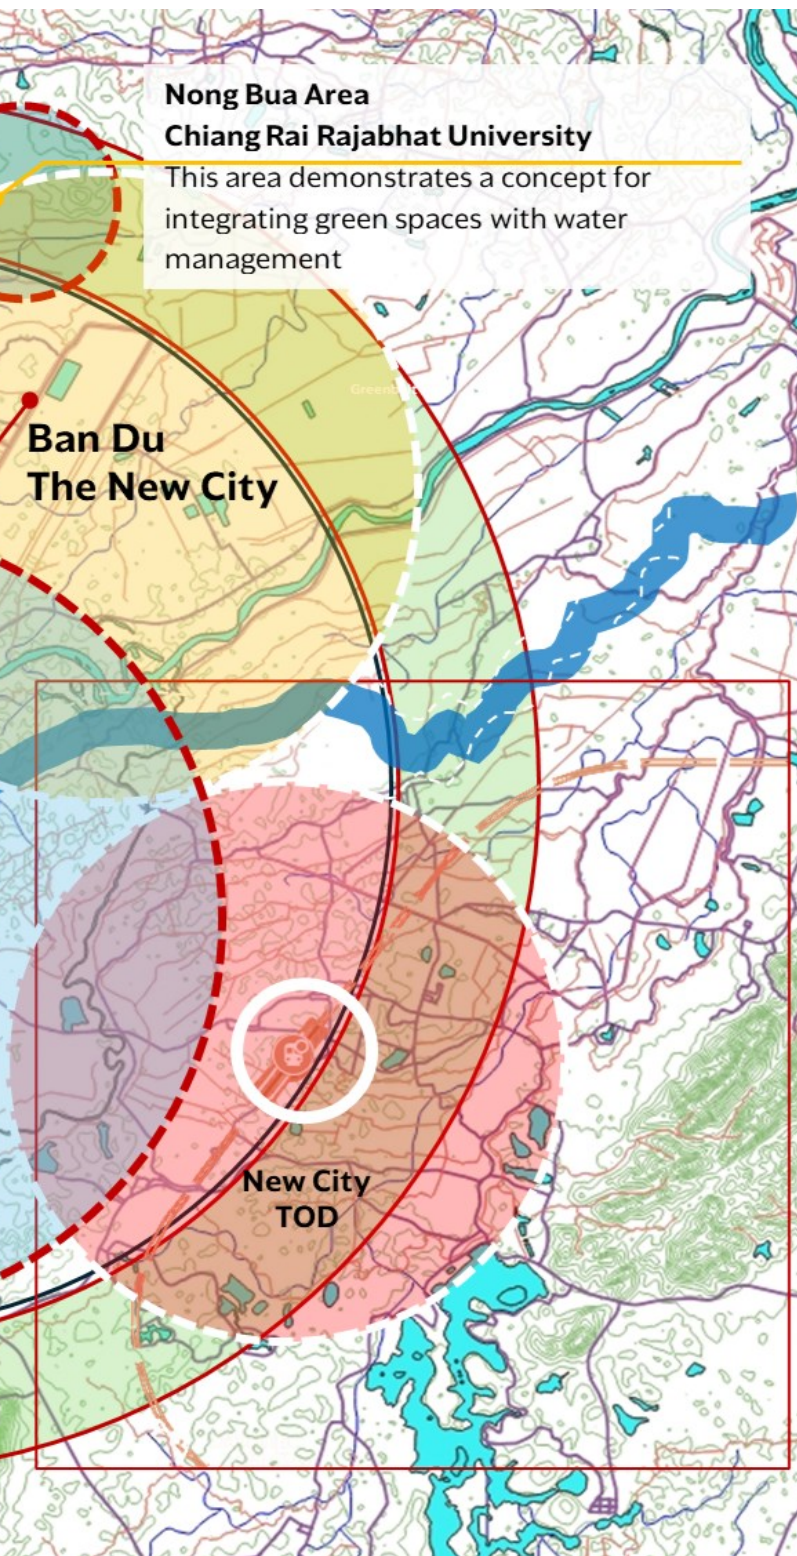 Nong Bua Area
Chiang Rai Rajabhat University
This area demonstrates a concept for
integrating green spaces with water
management
Ban Du
The New City
New City
TOD